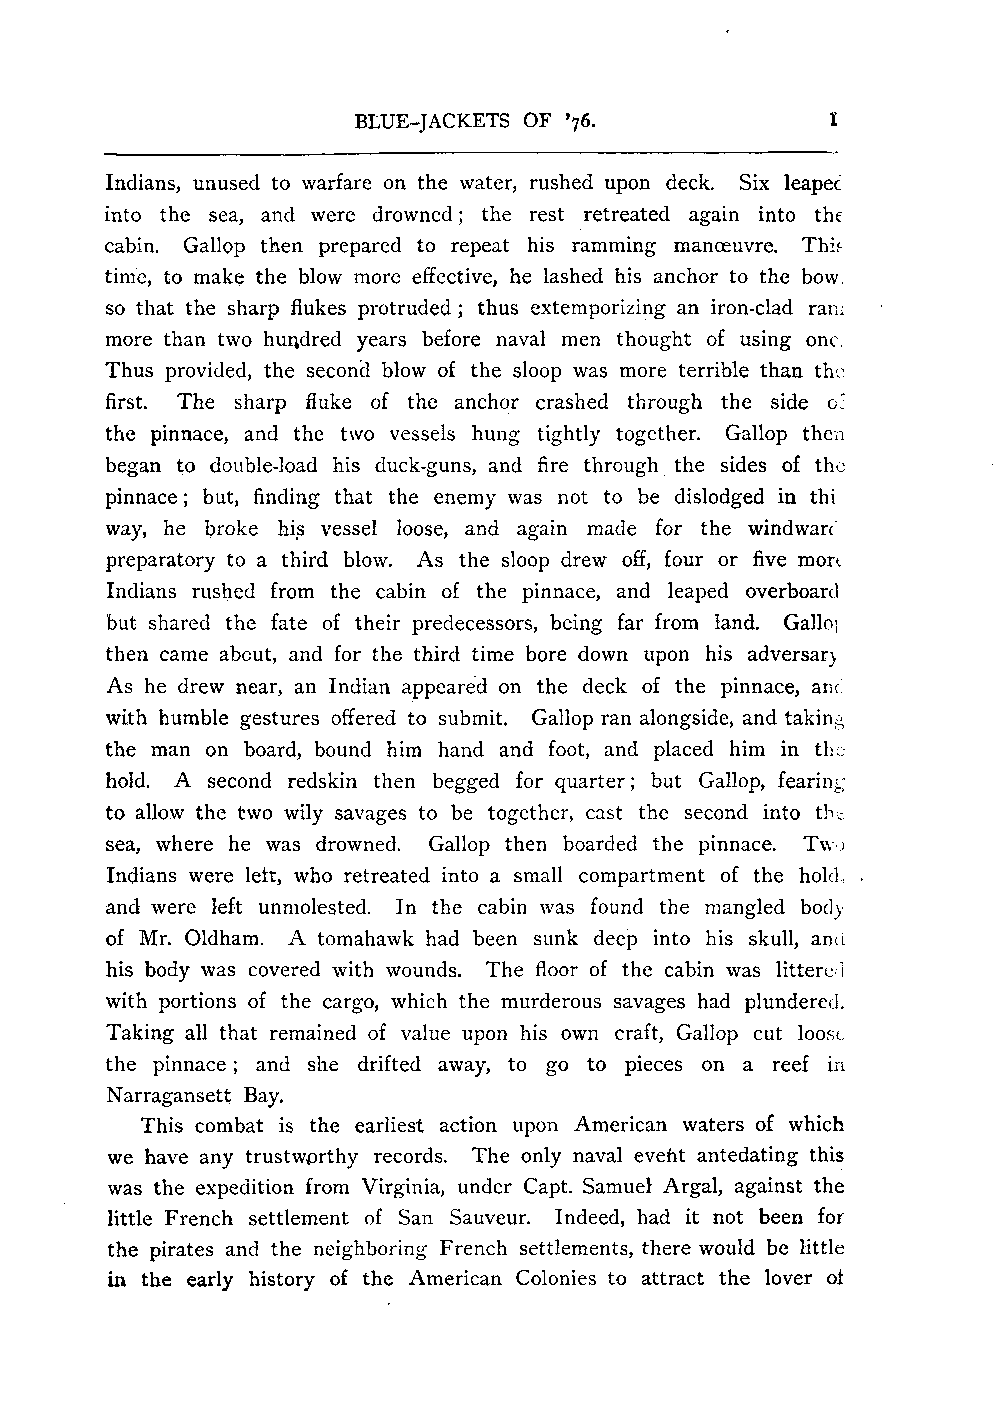 BLUE-JACKETS OF '76. 1
Indians, unused to warfare on the water, rushed upon deck. Six leaped
into the sea, and were drowned; the rest retreated again into the
cabin. Gallop then prepared to repeat his ramming manœuvre. This
time, to make the blow more effective, he lashed his anchor to the bow,
so that the sharp flukes protruded; thus extemporizing an iron-clad ram
more than two hundred years before naval men thought of using one.
Thus provided, the second blow of the sloop was more terrible than the
first. The sharp fluke of the anchor crashed through the side of
the pinnace, and the two vessels hung tightly together. Gallop then
began to double-load his duck-guns, and fire through the sides of the
pinnace; but, finding that the enemy was not to be dislodged in thi
way, he broke his vessel loose, and again made for the windward
preparatory to a third blow. As the sloop drew off, four or five more
Indians rushed from the cabin of the pinnace, and leaped overboard
but shared the fate of their predecessors, being far from land. Gallop
then came about, and for the third time bore down upon his adversary
As he drew near, an Indian appeared on the deck of the pinnace, and
with humble gestures offered to submit. Gallop ran alongside, and taking
the man on board, bound him hand and foot, and placed him in the
hold. A second redskin then begged for quarter; but Gallop, fearing
to allow the two wily savages to be together, cast the second into the
sea, where he was drowned. Gallop then boarded the pinnace. Two
Indians were left, who retreated into a small compartment of the hold,
and were left unmolested. In the cabin was found the mangled body
of Mr. Oldham. A tomahawk had been sunk deep into his skull, and
his body was covered with wounds. The floor of the cabin was littered
with portions of the cargo, which the murderous savages had plundered.
Taking all that remained of value upon his own craft, Gallop cut loose
the pinnace; and she drifted away, to go to pieces on a reef in
Narragansett Bay.
This combat is the earliest action upon American waters of which
we have any trustworthy records. The only naval event antedating this
was the expedition from Virginia, under Capt. Samuel Argal, against the
little French settlement of San Sauveur. Indeed, had it not been for
the pirates and the neighboring French settlements, there would be little
in the early history of the American Colonies to attract the lover of